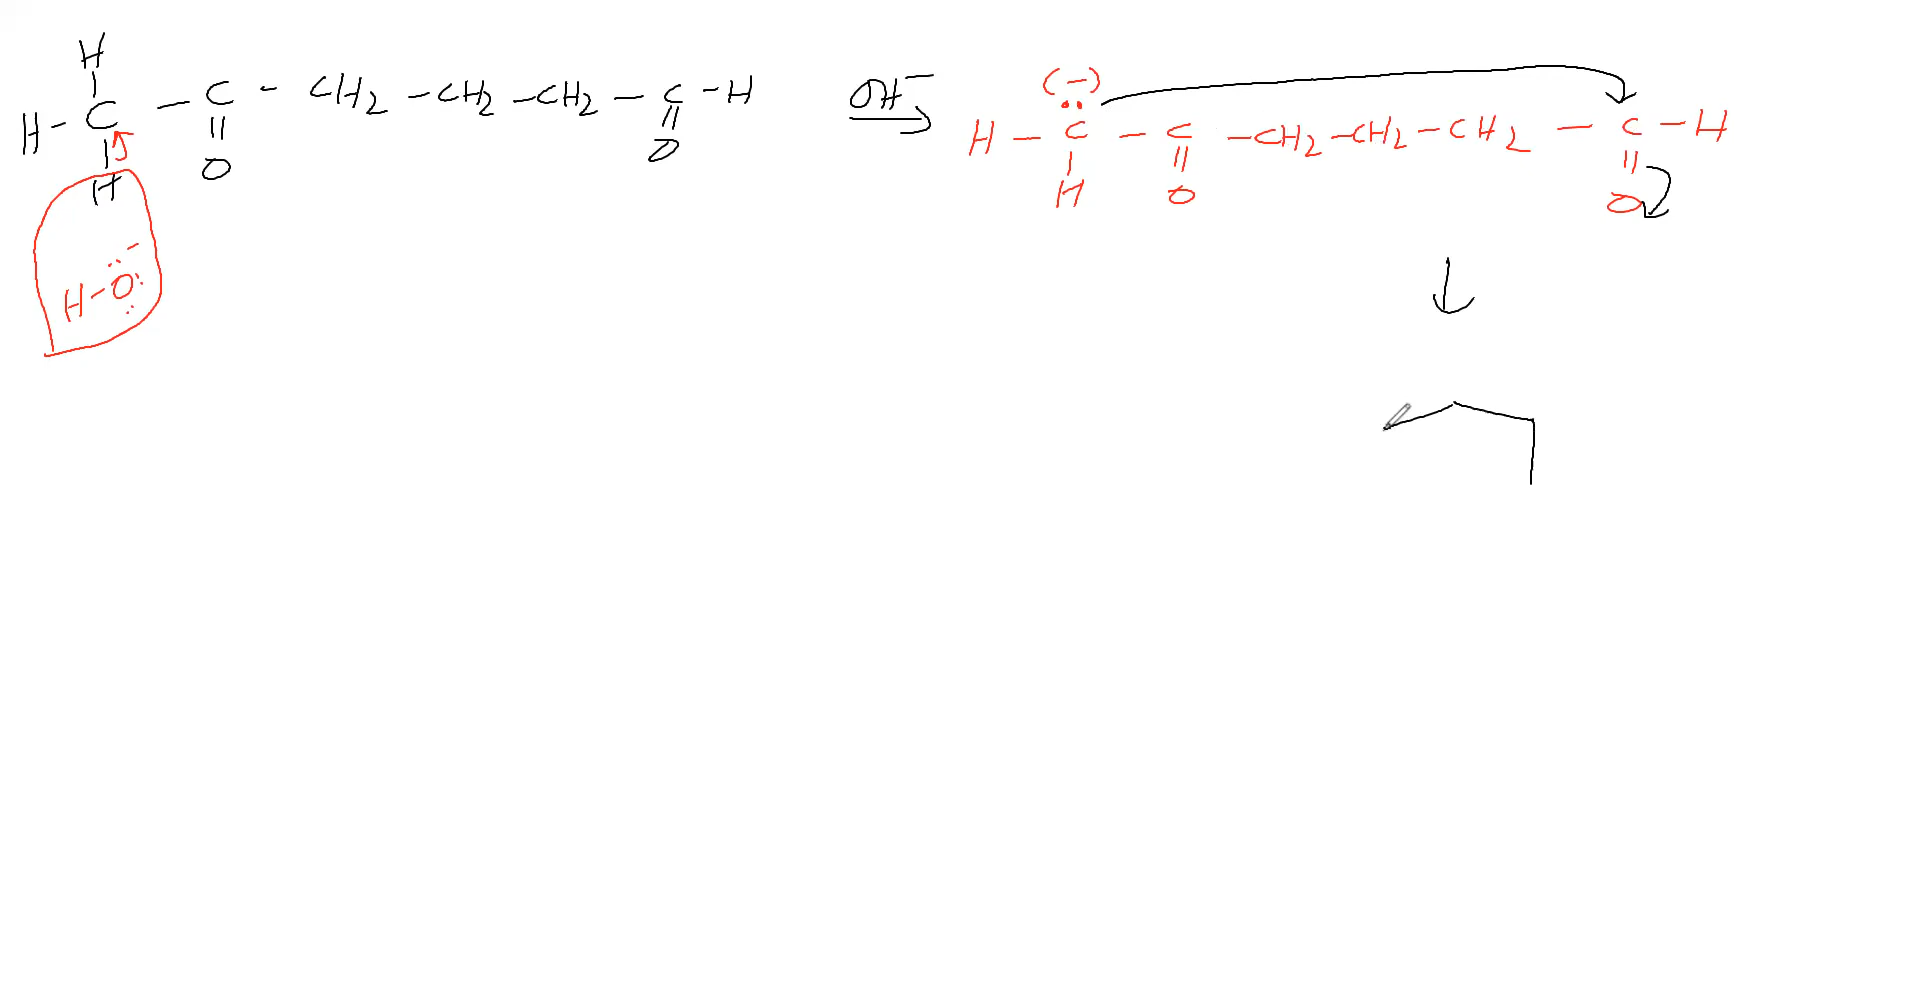 H
H - C - C - CH2 - CH2 - CH2 - C - H
H O O
H - O: -
OH-
(-)
H - C - C - CH2 - CH2 - CH2 - C - H
H O O